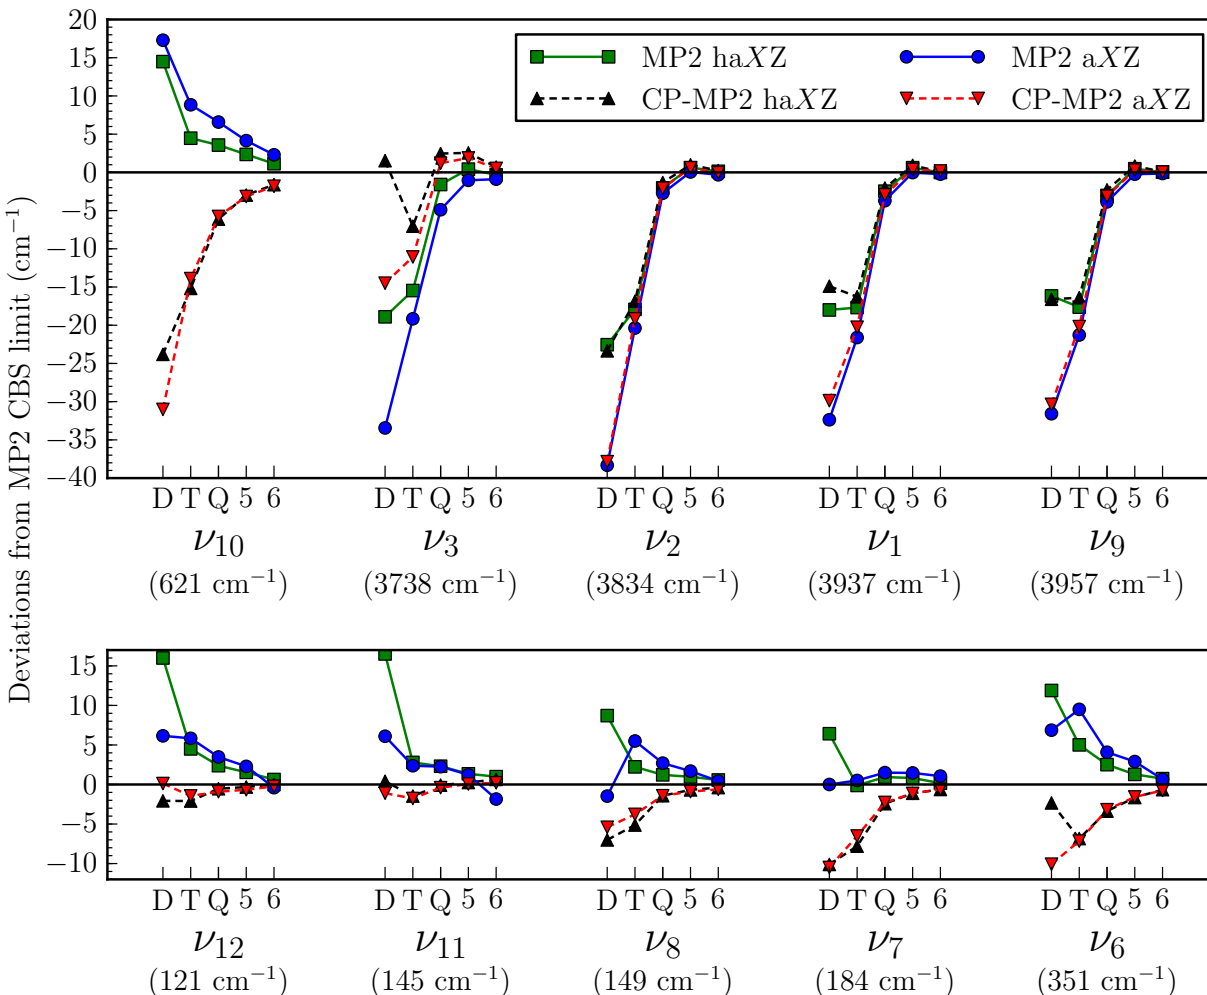 Deviations from MP2 CBS limit (cm⁻¹)
20
15
10
5
0
−5
−10
−15
−20
−25
−30
−35
−40
MP2 haXZ
MP2 aXZ
CP-MP2 haXZ
CP-MP2 aXZ
D T Q 5 6
D T Q 5 6
D T Q 5 6
D T Q 5 6
D T Q 5 6
ν₁₀
ν₃
ν₂
ν₁
ν₉
(621 cm⁻¹)
(3738 cm⁻¹)
(3834 cm⁻¹)
(3937 cm⁻¹)
(3957 cm⁻¹)
15
10
5
0
−5
−10
D T Q 5 6
D T Q 5 6
D T Q 5 6
D T Q 5 6
D T Q 5 6
ν₁₂
ν₁₁
ν₈
ν₇
ν₆
(121 cm⁻¹)
(145 cm⁻¹)
(149 cm⁻¹)
(184 cm⁻¹)
(351 cm⁻¹)